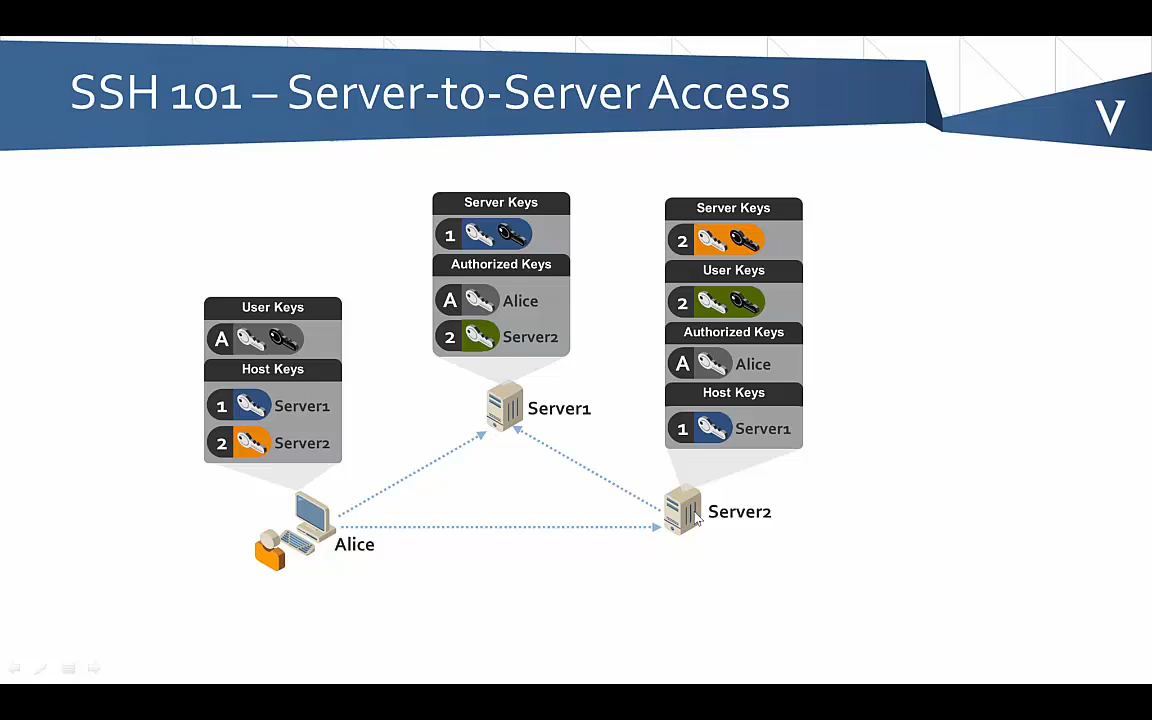 SSH 101 – Server-to-Server Access
V
Server Keys
1
Authorized Keys
A Alice
2 Server2
Server Keys
2
User Keys
2
Authorized Keys
A Alice
Host Keys
1 Server1
User Keys
A
Host Keys
1 Server1
2 Server2
Server1
Server2
Alice